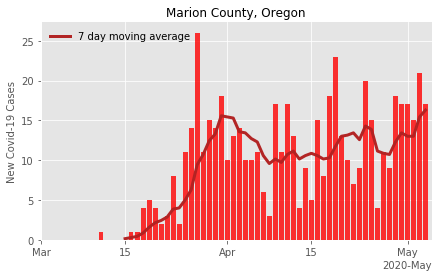 Marion County, Oregon
7 day moving average
New Covid-19 Cases
25
20
15
10
5
0
Mar
15
Apr
15
May
2020-May